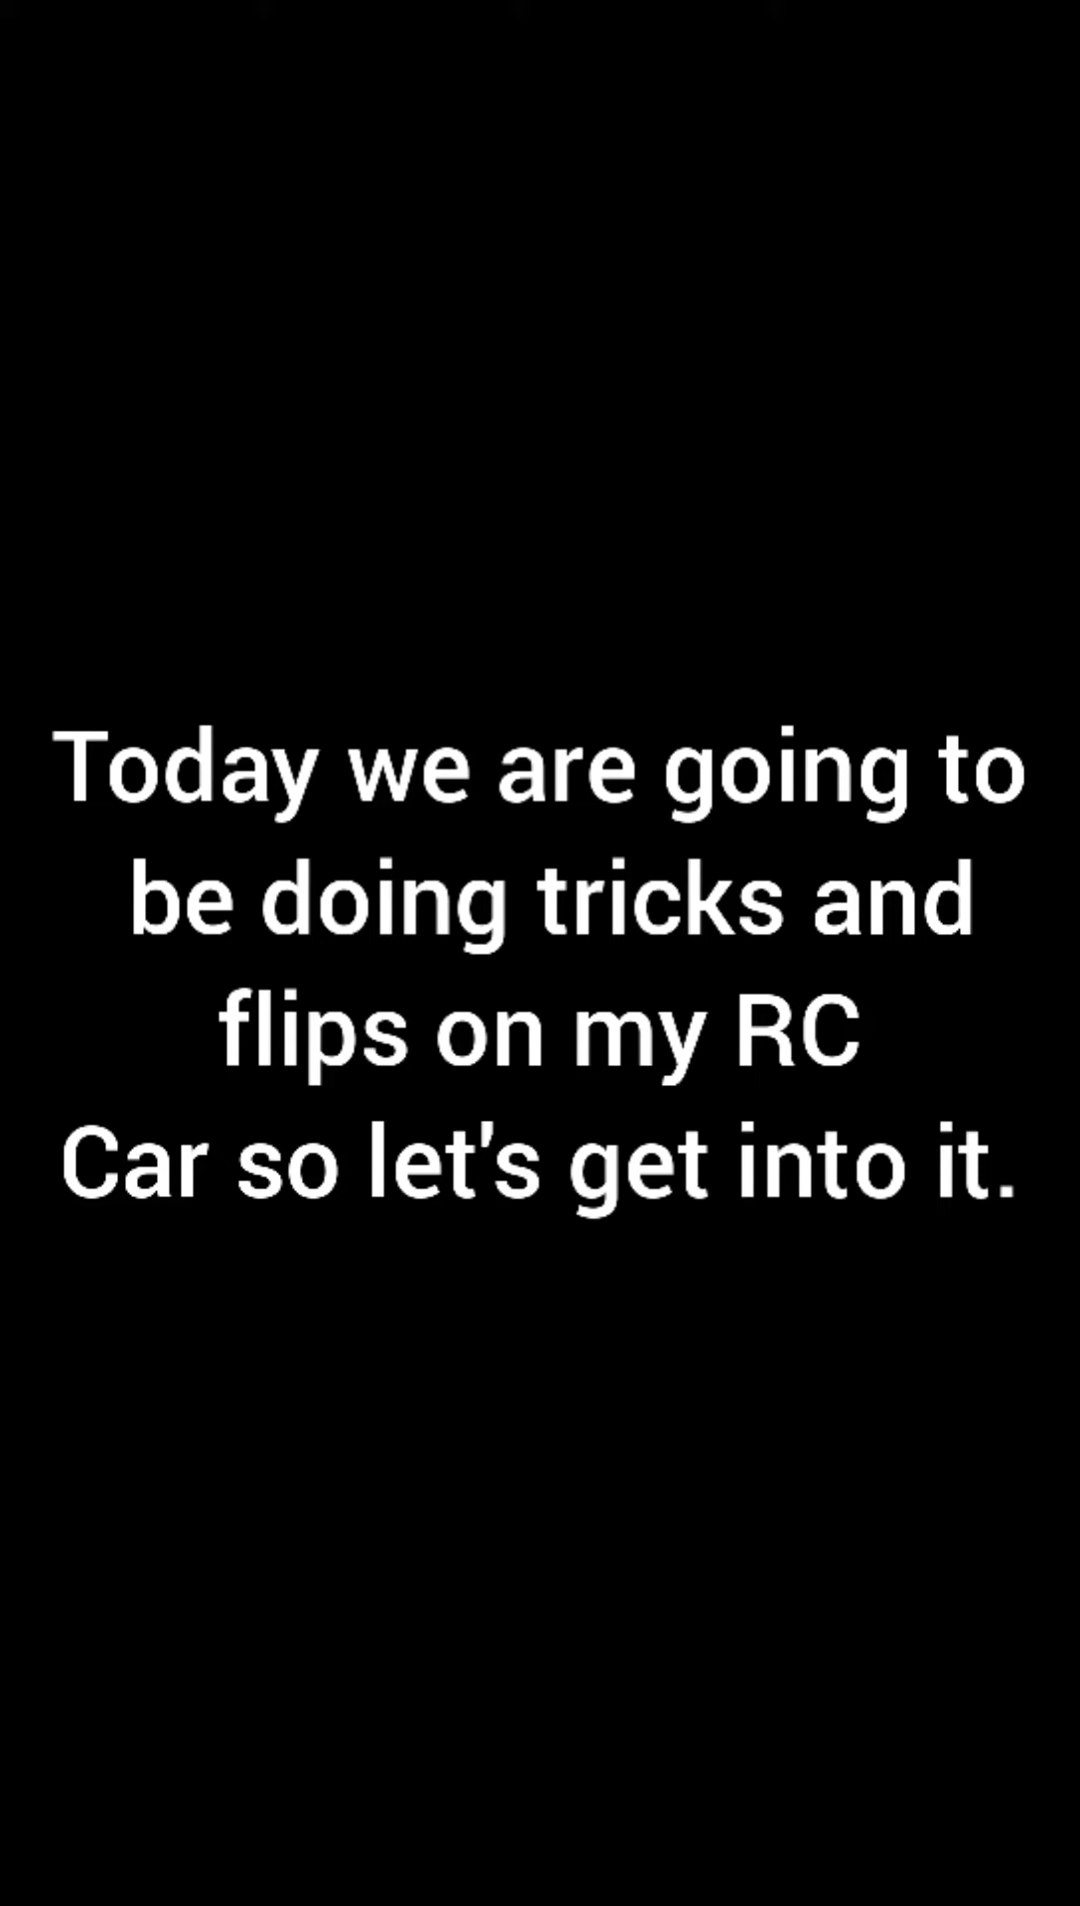 Today we are going to
be doing tricks and
flips on my RC
Car so let's get into it.